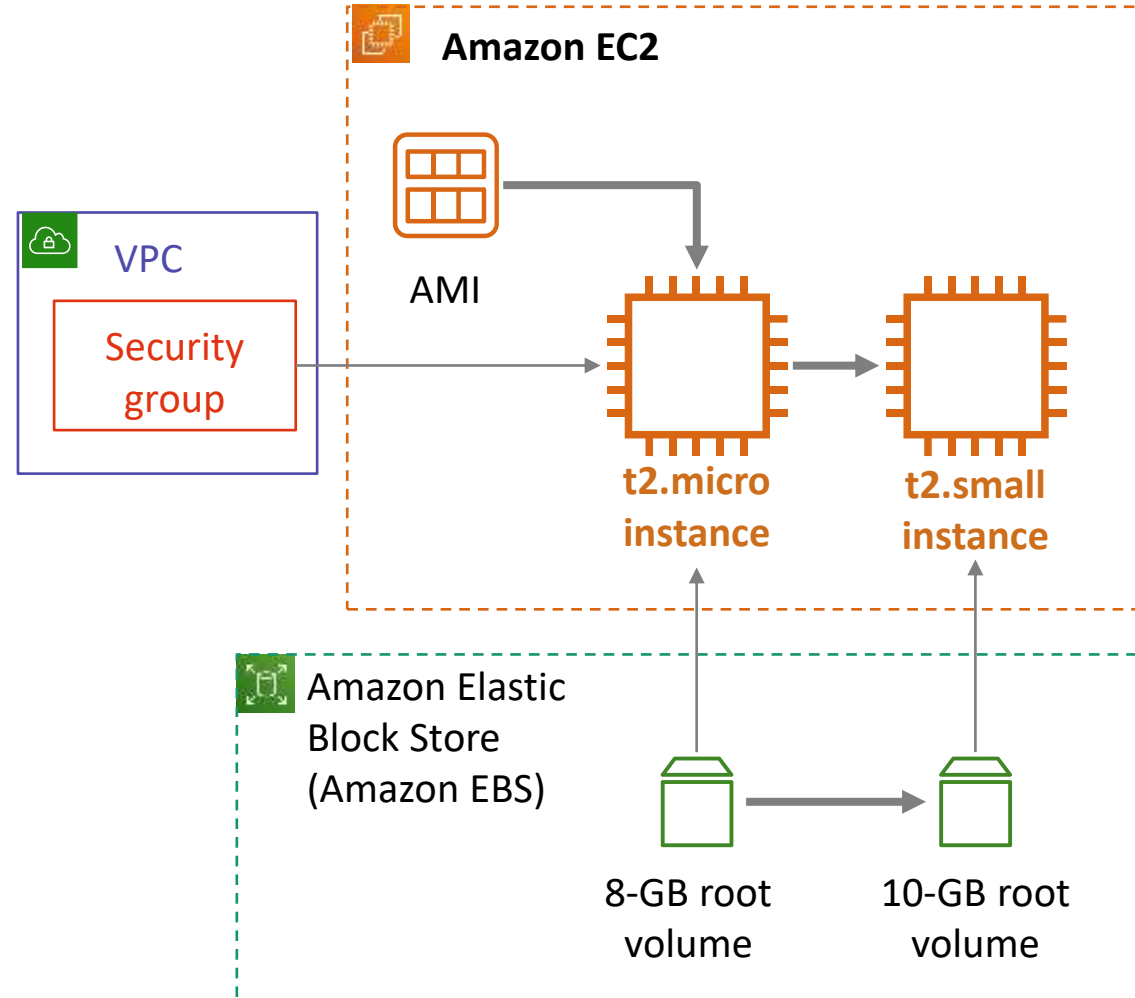 Amazon EC2
AMI
VPC
Security
group
t2.micro
instance
t2.small
instance
Amazon Elastic
Block Store
(Amazon EBS)
8-GB root
volume
10-GB root
volume